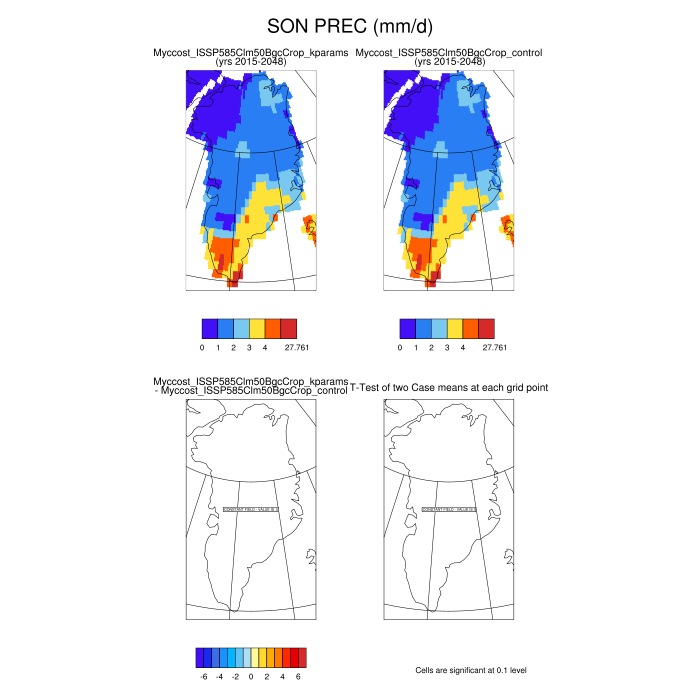 SON PREC (mm/d)
Myccost_ISSP585Clm50BgcCrop_kparams
(yrs 2015-2048)
Myccost_ISSP585Clm50BgcCrop_control
(yrs 2015-2048)
0 1 2 3 4 27.761
0 1 2 3 4 27.761
Myccost_ISSP585Clm50BgcCrop_kparams
- Myccost_ISSP585Clm50BgcCrop_control
T-Test of two Case means at each grid point
CONSTANT FIELD - VALUE IS
CONSTANT FIELD - VALUE IS
-6 -4 -2 0 2 4 6
Cells are significant at 0.1 level